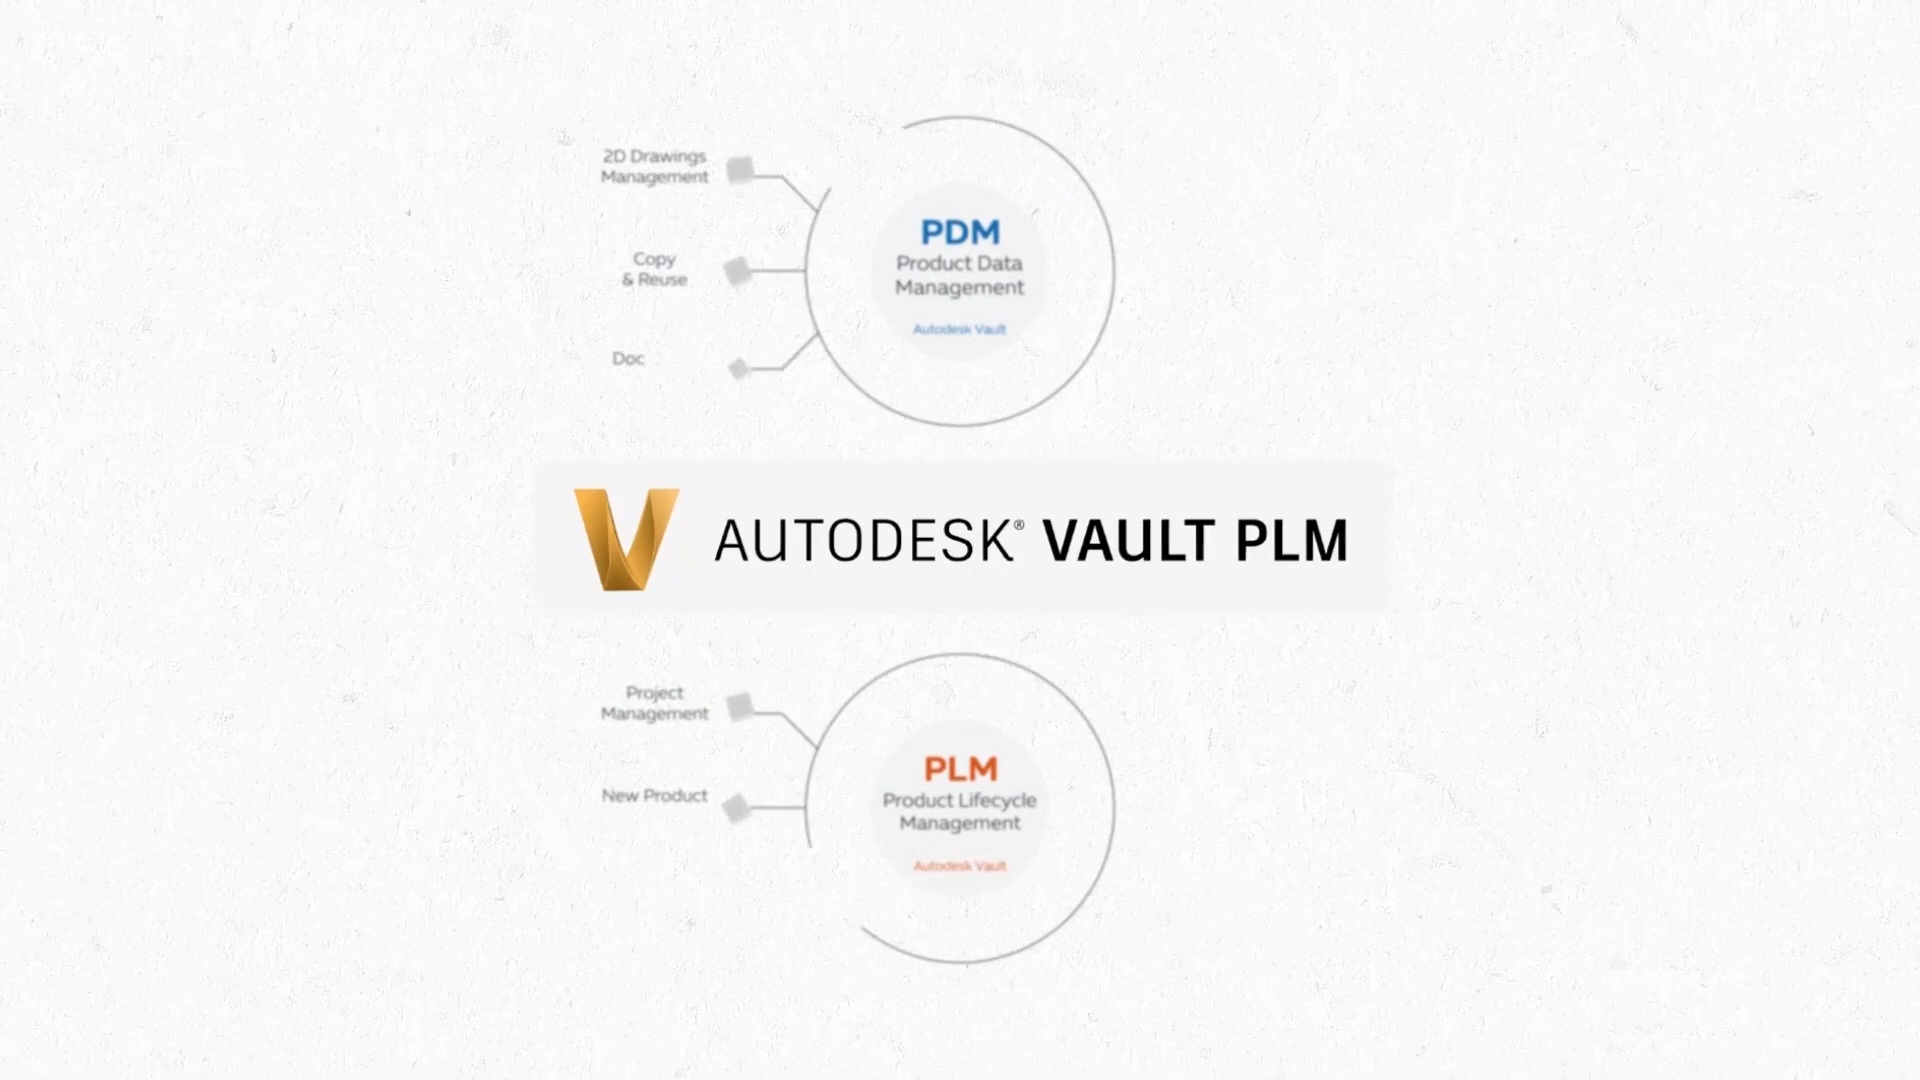 2D Drawings
Management
Copy
& Reuse
Doc
PDM
Product Data
Management
Autodesk Vault
AUTODESK® VAULT PLM
Project
Management
New Product
PLM
Product Lifecycle
Management
Autodesk Vault